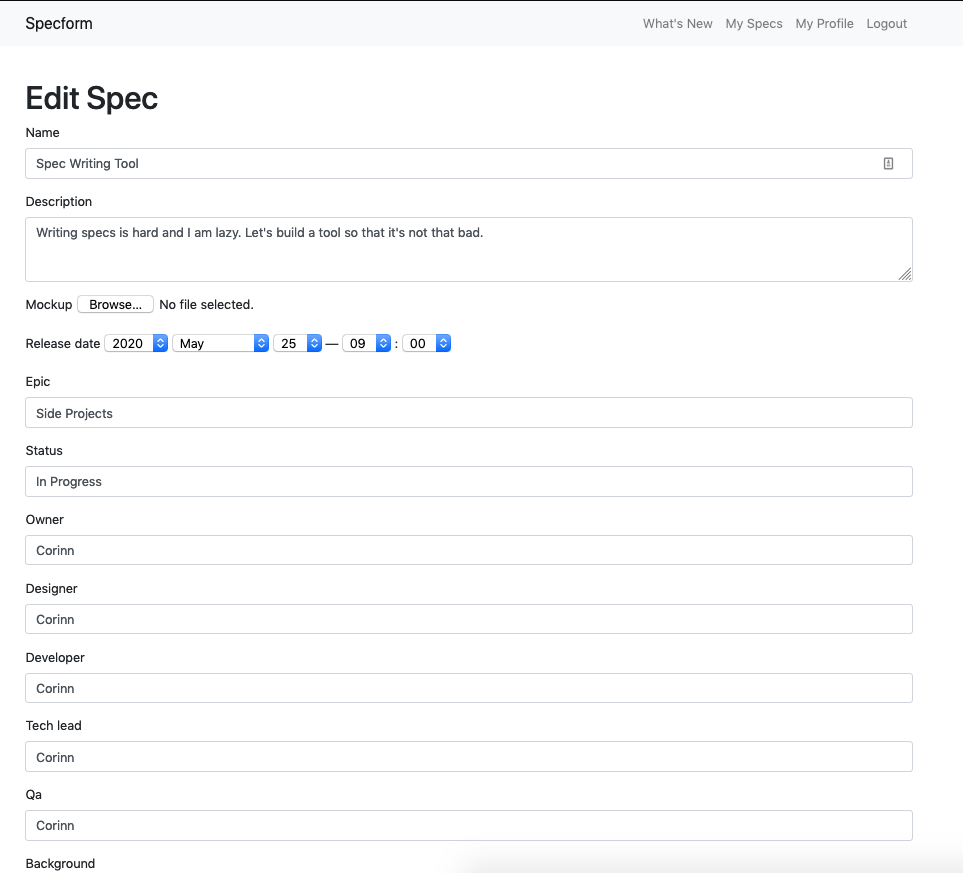 Specform What's New My Specs My Profile Logout
Edit Spec
Name
Spec Writing Tool
Description
Writing specs is hard and I am lazy. Let's build a tool so that it's not that bad.
Mockup Browse... No file selected.
Release date 2020 May 25 — 09 : 00
Epic
Side Projects
Status
In Progress
Owner
Corinn
Designer
Corinn
Developer
Corinn
Tech lead
Corinn
Qa
Corinn
Background